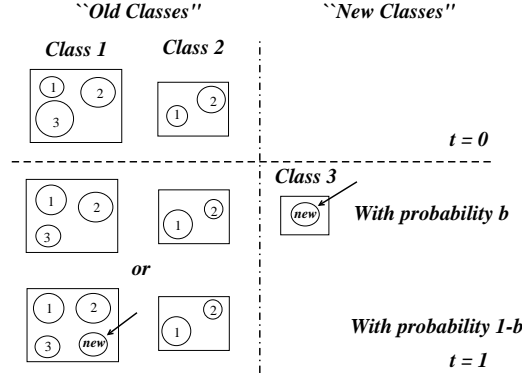 ``Old Classes''
``New Classes''
Class 1
Class 2
1
2
3
1
2
t = 0
Class 3
1
2
3
1
2
new
With probability b
or
1
2
3
new
1
2
With probability 1-b
t = 1